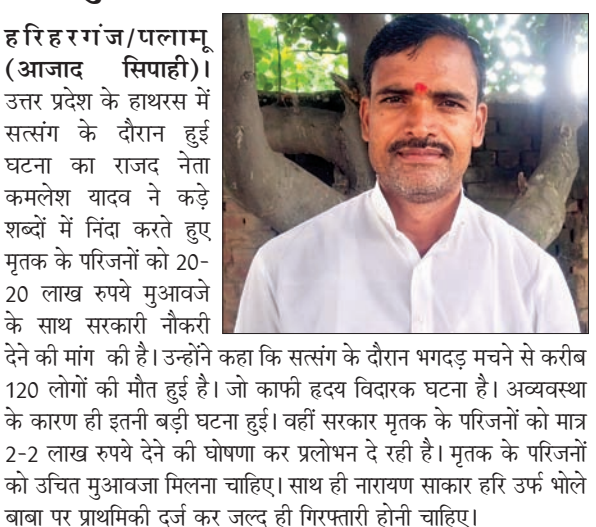 हरिहरगंज/पलामू
(आजाद सिपाही)।
उत्तर प्रदेश के हाथरस में
सत्संग के दौरान हुई
घटना का राजद नेता
कमलेश यादव ने कड़े
शब्दों में निंदा करते हुए
मृतक के परिजनों को 20-
20 लाख रुपये मुआवजे
के साथ सरकारी नौकरी
देने की मांग की है। उन्होंने कहा कि सत्संग के दौरान भगदड़ मचने से करीब
120 लोगों की मौत हुई है। जो काफी हृदय विदारक घटना है। अव्यवस्था
के कारण ही इतनी बड़ी घटना हुई। वहीं सरकार मृतक के परिजनों को मात्र
2-2 लाख रुपये देने की घोषणा कर प्रलोभन दे रही है। मृतक के परिजनों
को उचित मुआवजा मिलना चाहिए। साथ ही नारायण साकार हरि उर्फ भोले
बाबा पर प्राथमिकी दर्ज कर जल्द ही गिरफ्तारी होनी चाहिए।